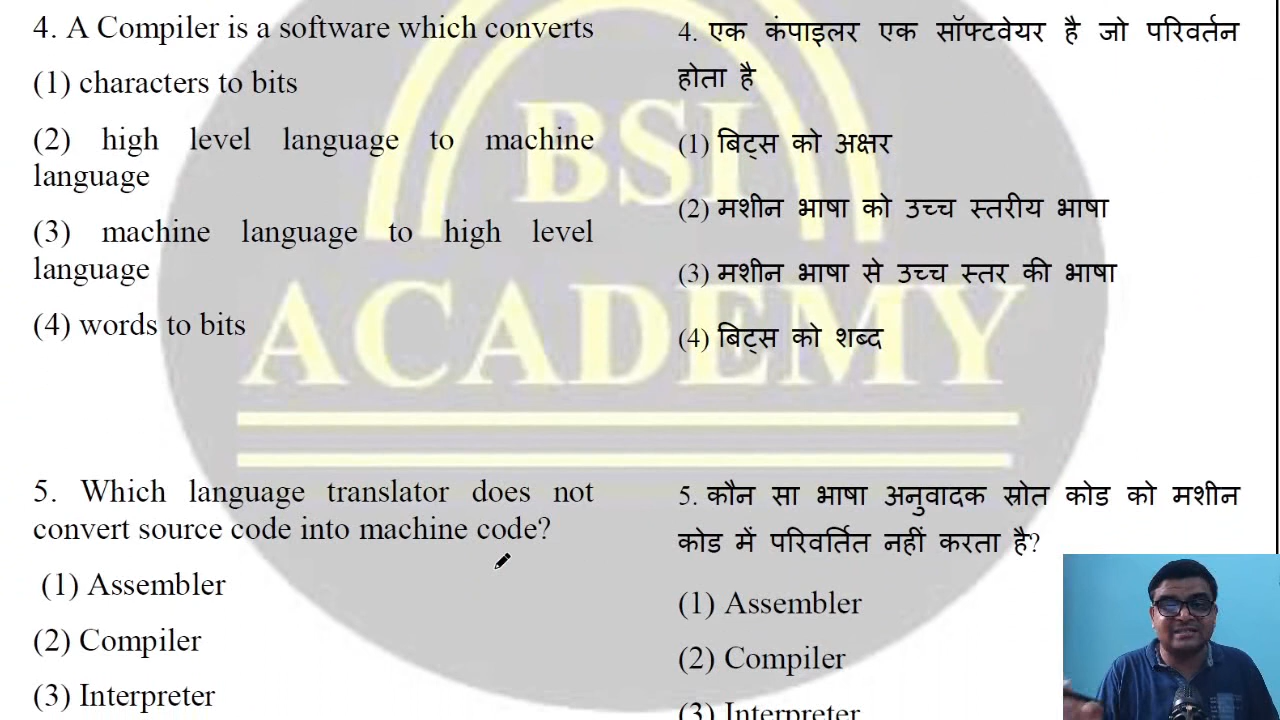 4. A Compiler is a software which converts
(1) characters to bits
(2) high level language to machine
language
(3) machine language to high level
language
(4) words to bits
5. Which language translator does not
convert source code into machine code?
(1) Assembler
(2) Compiler
(3) Interpreter
4. एक कंपाइलर एक सॉफ्टवेयर है जो परिवर्तन
होता है
(1) बिट्स को अक्षर
(2) मशीन भाषा को उच्च स्तरीय भाषा
(3) मशीन भाषा से उच्च स्तर की भाषा
(4) बिट्स को शब्द
5. कौन सा भाषा अनुवादक स्रोत कोड को मशीन
कोड में परिवर्तित नहीं करता है?
(1) Assembler
(2) Compiler
(3) Interpreter
BSI
ACADEMY